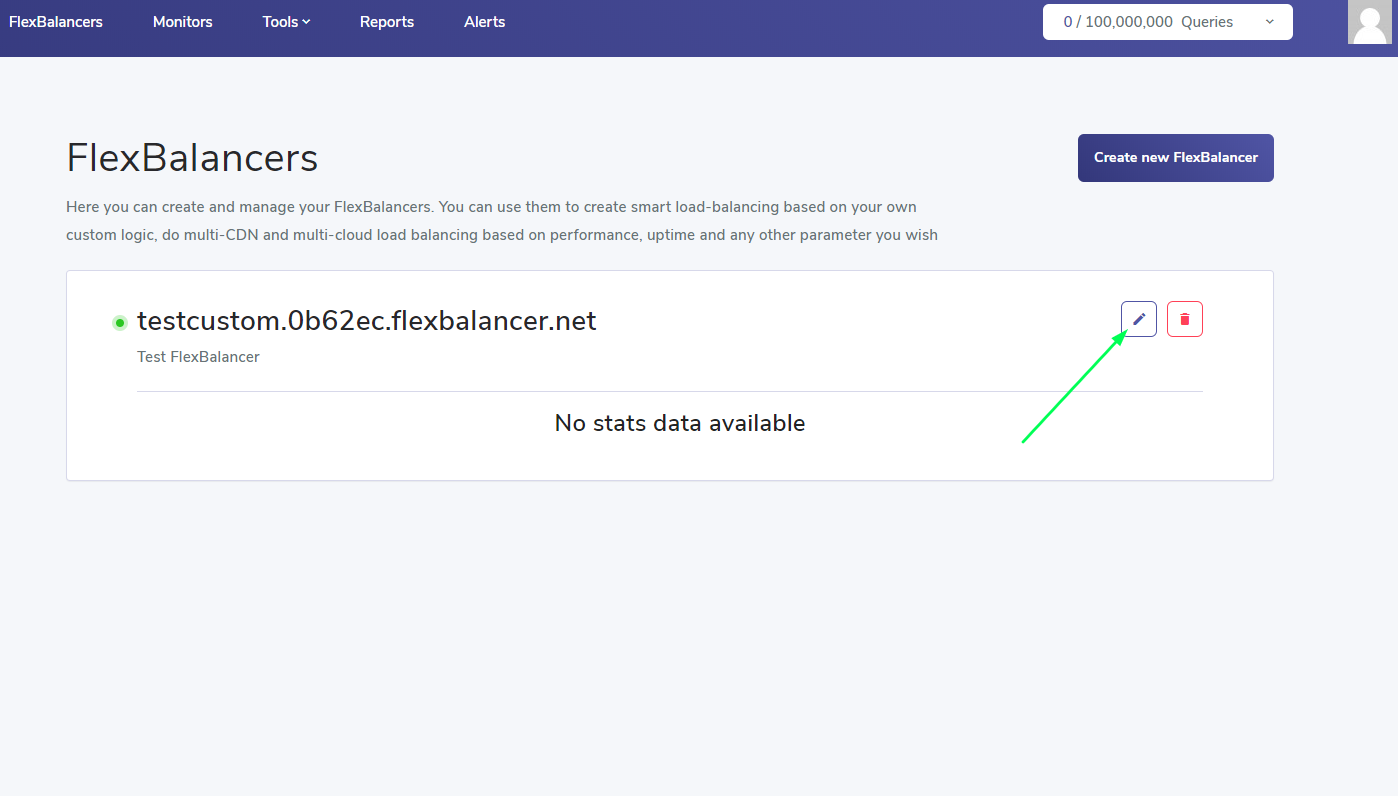 FlexBalancers Monitors Tools Reports Alerts 0 / 100,000,000 Queries
FlexBalancers
Create new FlexBalancer
Here you can create and manage your FlexBalancers. You can use them to create smart load-balancing based on your own
custom logic, do multi-CDN and multi-cloud load balancing based on performance, uptime and any other parameter you wish
testcustom.0b62ec.flexbalancer.net
Test FlexBalancer
No stats data available